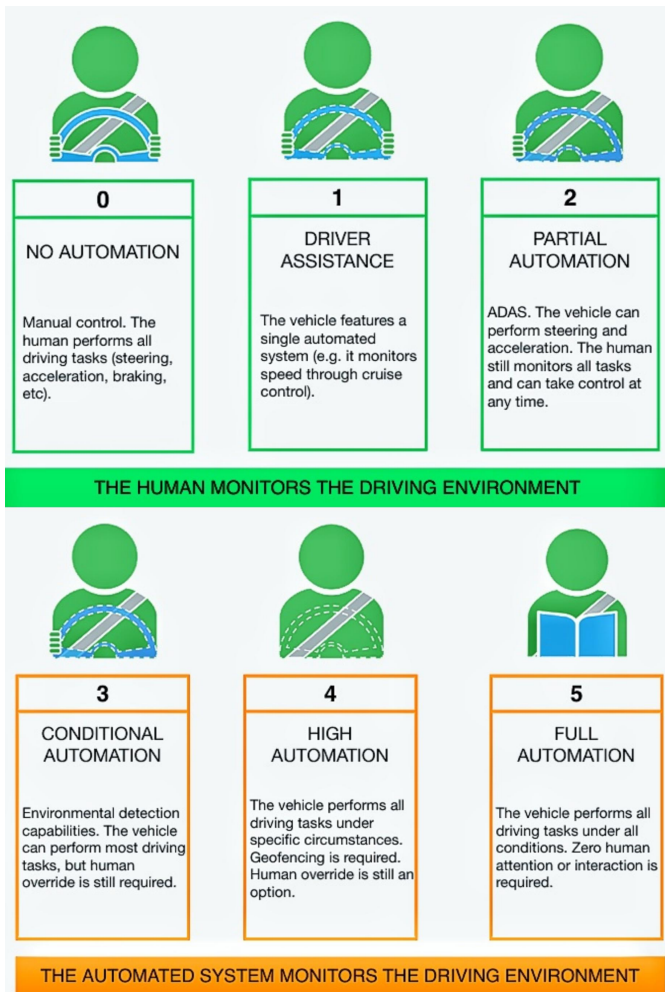 0
NO AUTOMATION
Manual control. The
human performs all
driving tasks (steering,
acceleration, braking,
etc).
1
DRIVER
ASSISTANCE
The vehicle features a
single automated
system (e.g. it monitors
speed through cruise
control).
2
PARTIAL
AUTOMATION
ADAS. The vehicle can
perform steering and
acceleration. The human
still monitors all tasks
and can take control at
any time.
THE HUMAN MONITORS THE DRIVING ENVIRONMENT
3
CONDITIONAL
AUTOMATION
Environmental detection
capabilities. The vehicle
can perform most driving
tasks, but human
override is still required.
4
HIGH
AUTOMATION
The vehicle performs all
driving tasks under
specific circumstances.
Geofencing is required.
Human override is still an
option.
5
FULL
AUTOMATION
The vehicle performs all
driving tasks under all
conditions. Zero human
attention or interaction is
required.
THE AUTOMATED SYSTEM MONITORS THE DRIVING ENVIRONMENT